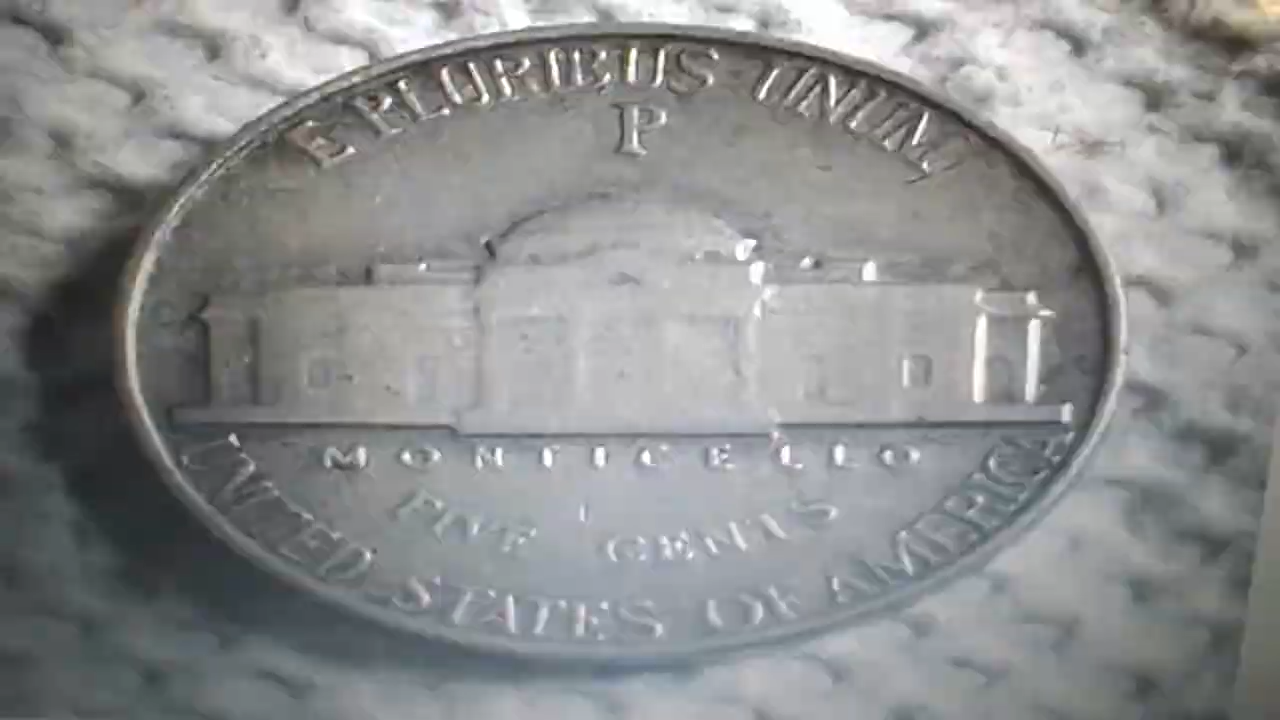 E PLURIBUS UNUM
P
MONTICELLO
FIVE CENTS
UNITED STATES OF AMERICA